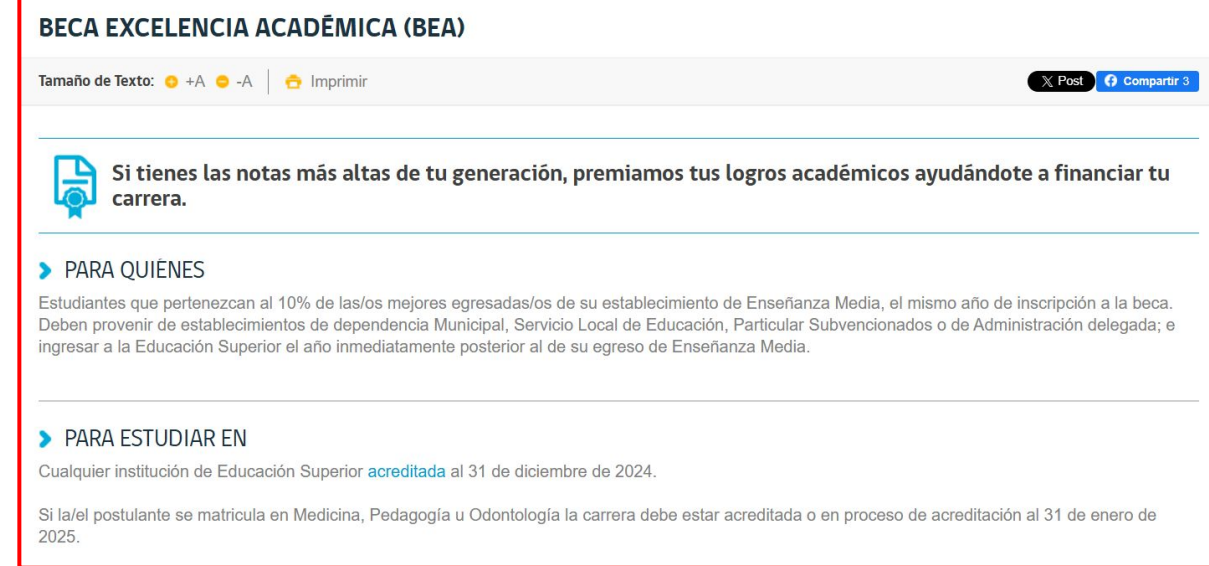 BECA EXCELENCIA ACADÉMICA (BEA)
Tamaño de Texto: +A -A Imprimir
Post Compartir 3
Si tienes las notas más altas de tu generación, premiamos tus logros académicos ayudándote a financiar tu
carrera.
PARA QUIÉNES
Estudiantes que pertenezcan al 10% de las/os mejores egresadas/os de su establecimiento de Enseñanza Media, el mismo año de inscripción a la beca.
Deben provenir de establecimientos de dependencia Municipal, Servicio Local de Educación, Particular Subvencionados o de Administración delegada; e
ingresar a la Educación Superior el año inmediatamente posterior al de su egreso de Enseñanza Media.
PARA ESTUDIAR EN
Cualquier institución de Educación Superior acreditada al 31 de diciembre de 2024.
Si la/el postulante se matricula en Medicina, Pedagogía u Odontología la carrera debe estar acreditada o en proceso de acreditación al 31 de enero de
2025.